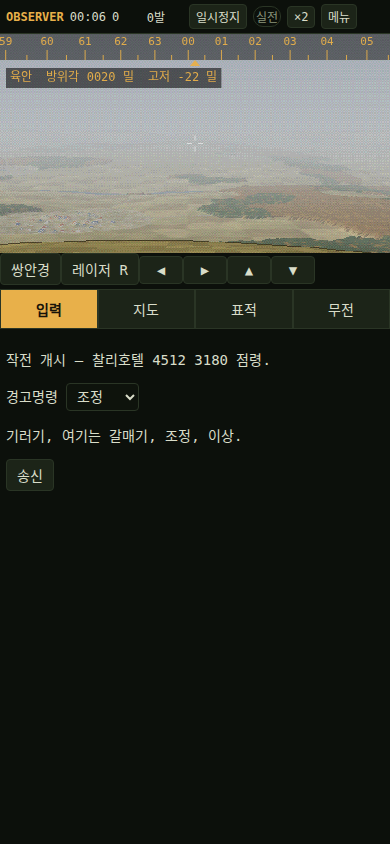 OBSERVER 00:06 0 0발 일시정지 실전 ×2 메뉴
59 60 61 62 63 00 01 02 03 04 05
육안 방위각 0020 밀 고저 -22 밀
쌍안경 레이저 R ◀ ▶ ▲ ▼
입력 지도 표적 무전
작전 개시 — 찰리호텔 4512 3180 점령.
경고명령 조정
기러기, 여기는 갈매기, 조정, 이상.
송신